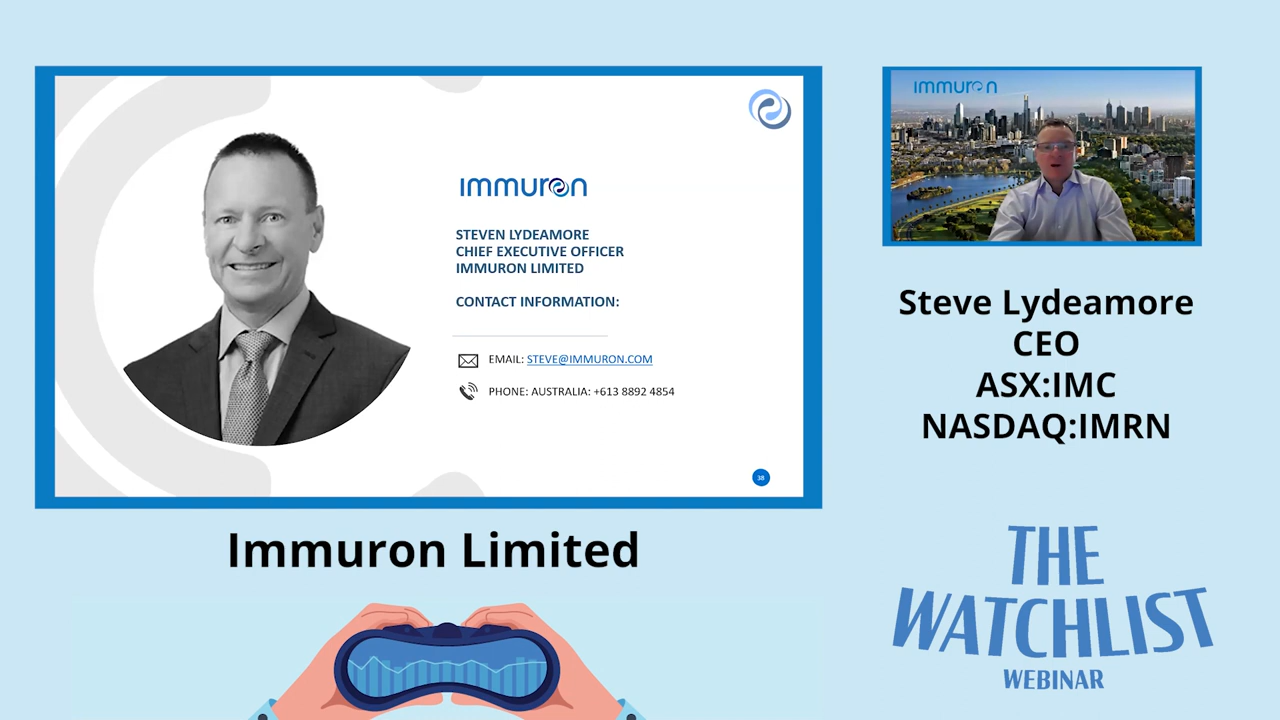 immuron
STEVEN LYDEAMORE
CHIEF EXECUTIVE OFFICER
IMMURON LIMITED
CONTACT INFORMATION:
EMAIL: STEVE@IMMURON.COM
PHONE: AUSTRALIA: +613 8892 4854
38
Immuron Limited
immuron
Steve Lydeamore
CEO
ASX:IMC
NASDAQ:IMRN
THE
WATCHLIST
WEBINAR